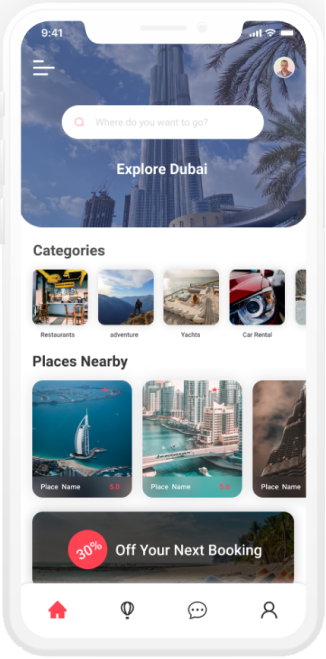 9:41
Where do you want to go?
Explore Dubai
Categories
Restaurants
adventure
Yachts
Car Rental
Places Nearby
Place Name 5.0
Place Name 5.0
Place Name
30% Off Your Next Booking